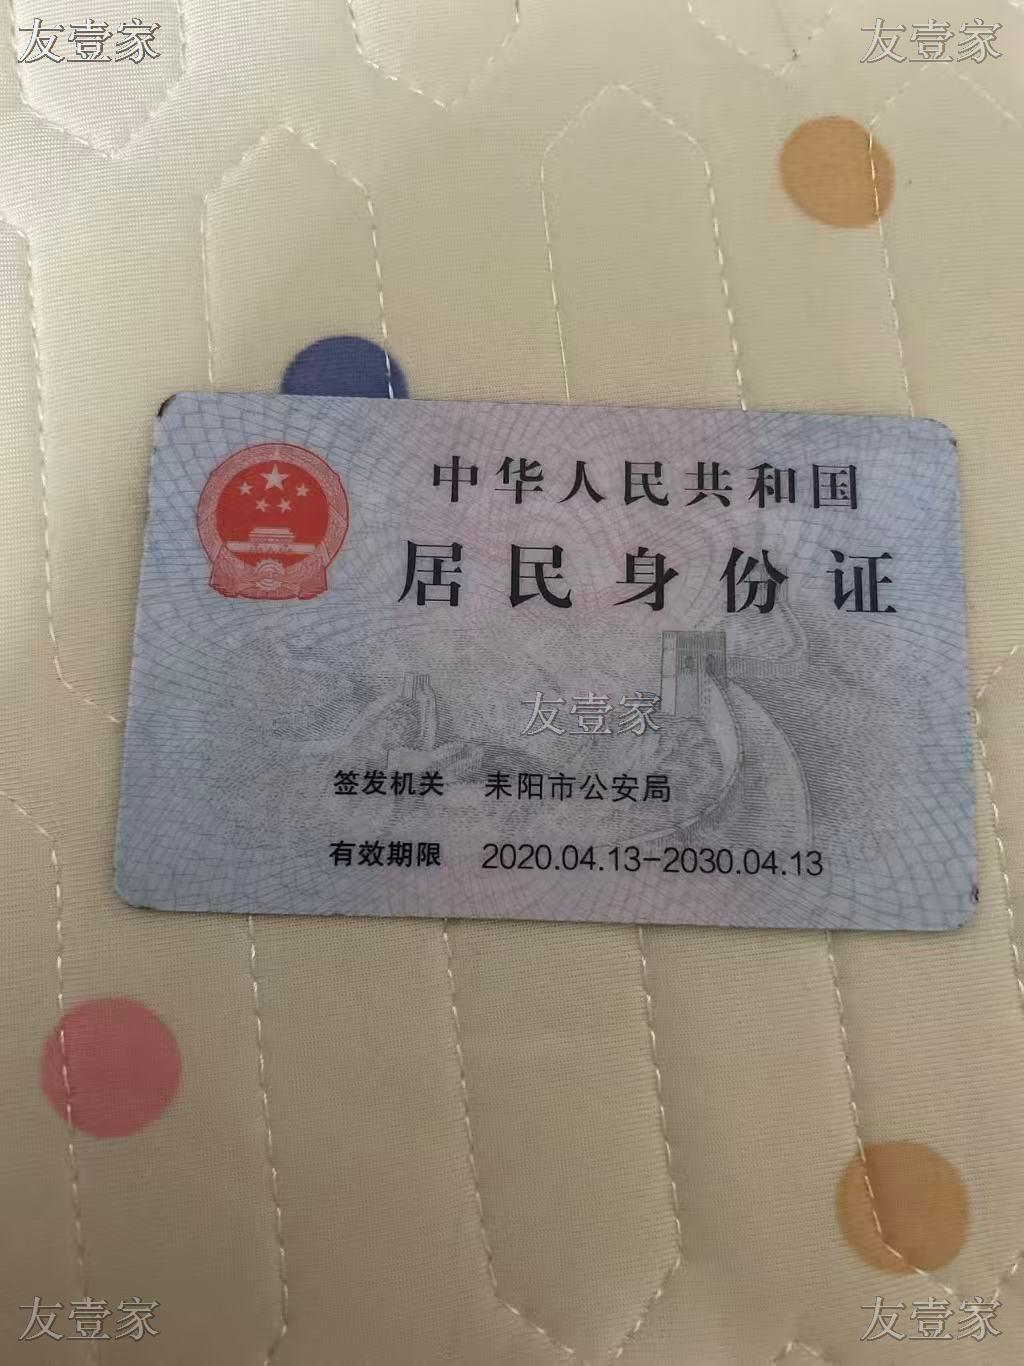 友壹家 友壹家
中华人民共和国
居民身份证
友壹家
签发机关 耒阳市公安局
有效期限 2020.04.13-2030.04.13
友壹家 友壹家